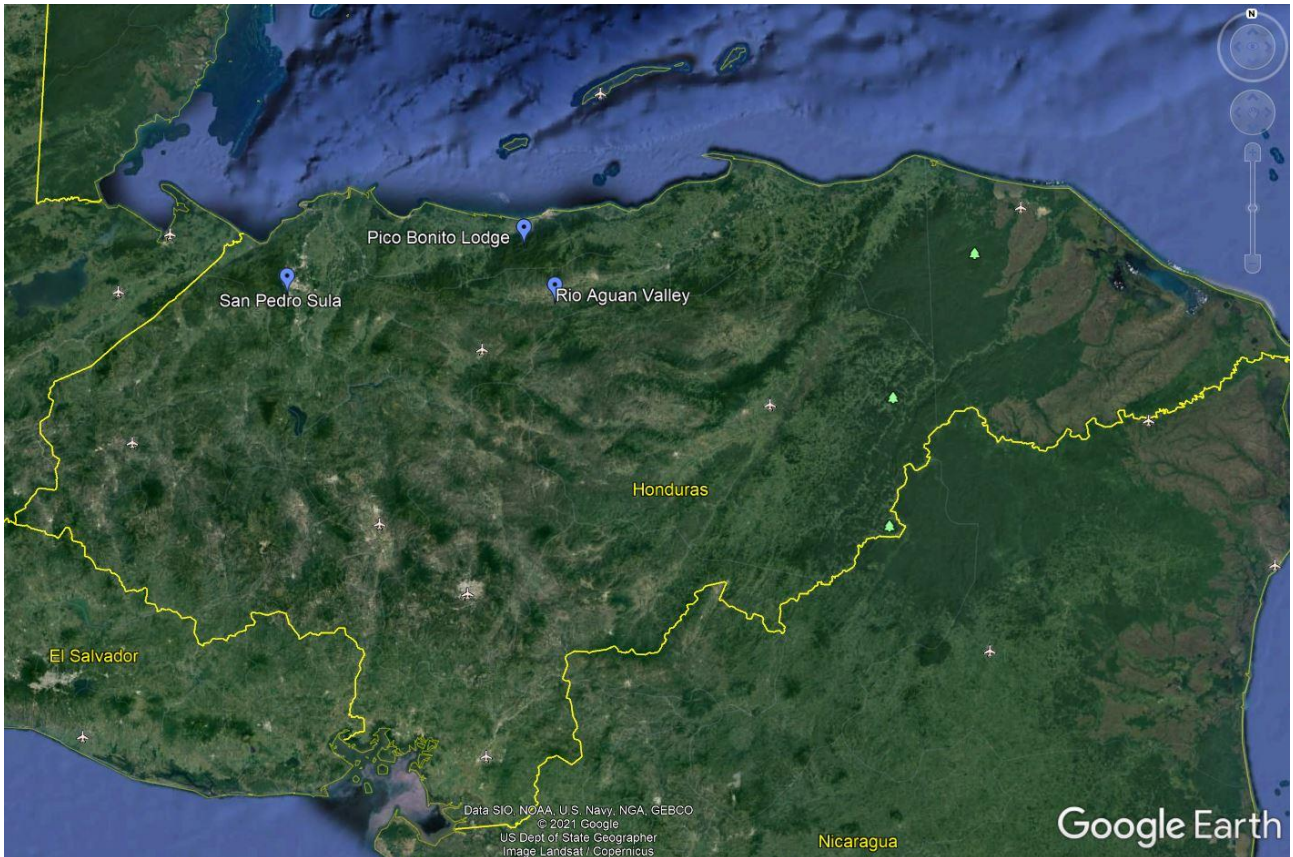 N
Pico Bonito Lodge
San Pedro Sula
Rio Aguan Valley
Honduras
El Salvador
Data SIO, NOAA, U.S. Navy, NGA, GEBCO
© 2021 Google
US Dept of State Geographer
Image Landsat / Copernicus
Nicaragua
Google Earth